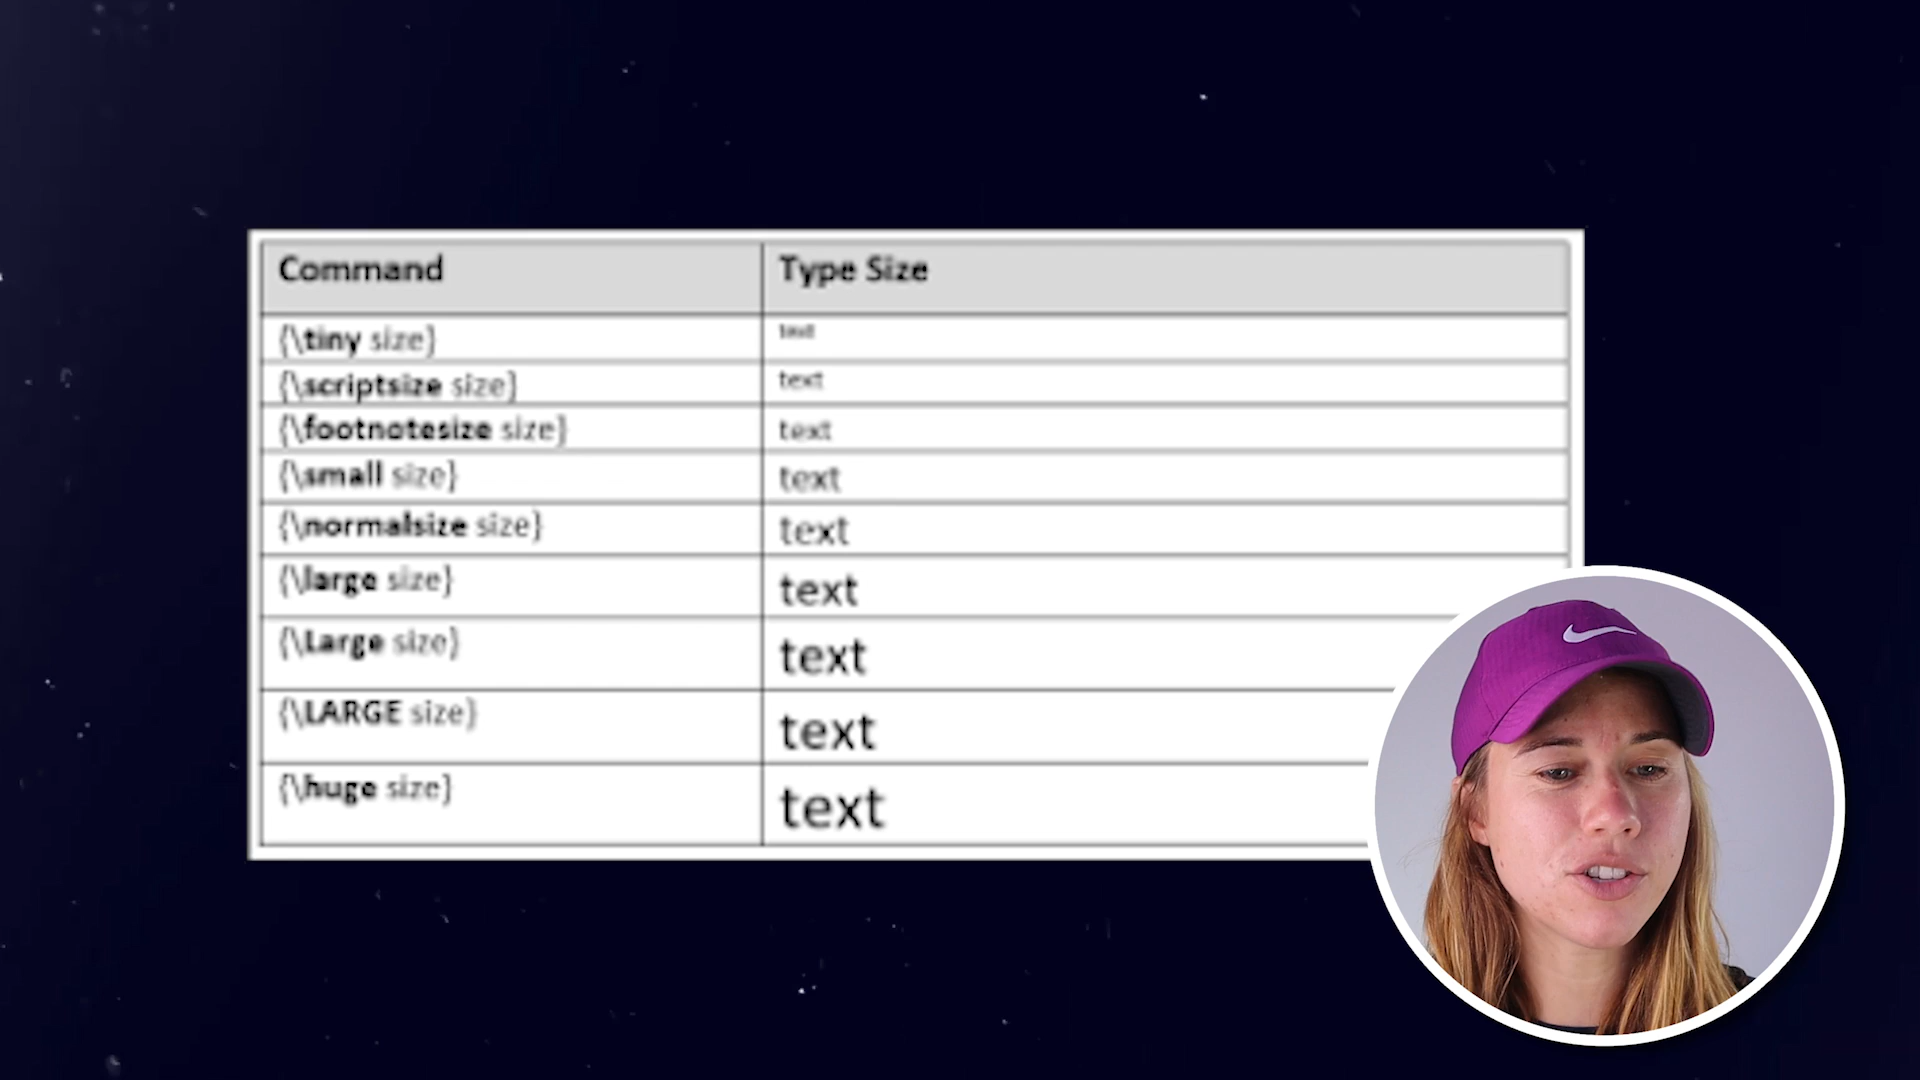 Command Type Size
{\tiny size} text
{\scriptsize size} text
{\footnotesize size} text
{\small size} text
{\normalsize size} text
{\large size} text
{\Large size} text
{\LARGE size} text
{\huge size} text